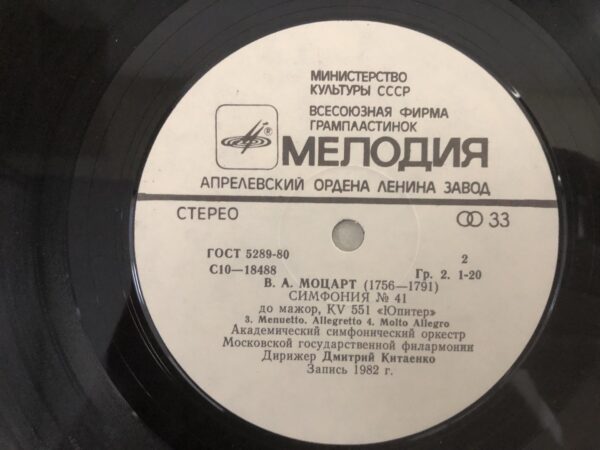 МИНИСТЕРСТВО
КУЛЬТУРЫ СССР
ВСЕСОЮЗНАЯ ФИРМА
ГРАМПЛАСТИНОК
®
МЕЛОДИЯ
АПРЕЛЕВСКИЙ ОРДЕНА ЛЕНИНА ЗАВОД
СТЕРЕО 33
ГОСТ 5289-80 2
С10—18488 Гр. 2. 1-20
В. А. МОЦАРТ (1756—1791)
СИМФОНИЯ № 41
до мажор, KV 551 «Юпитер»
3. Menuetto. Allegretto 4. Molto Allegro
Академический симфонический оркестр
Московской государственной филармонии
Дирижер Дмитрий Китаенко
Запись 1982 г.